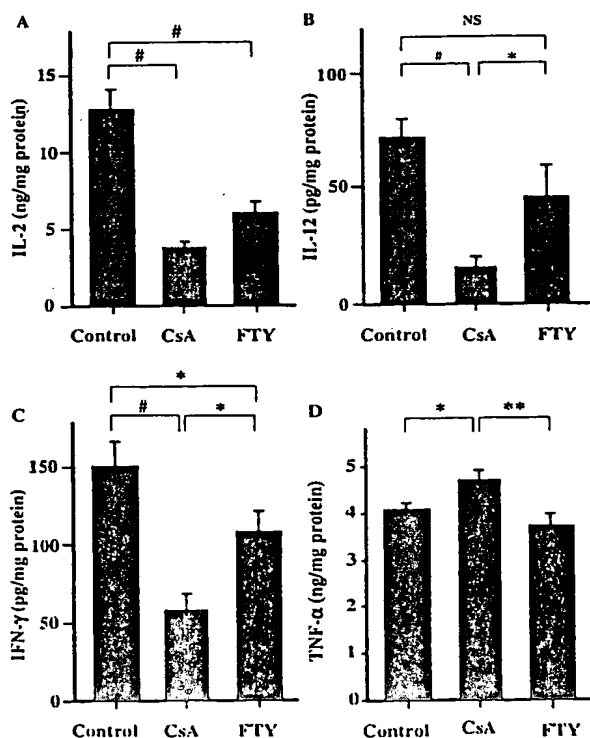 A
#
#
15
10
5
0
IL-2 (ng/mg protein)
Control CsA FTY
B
NS
# *
100
50
0
IL-12 (pg/mg protein)
Control CsA FTY
C
*
# *
150
100
50
0
IFN-γ (pg/mg protein)
Control CsA FTY
D
* **
5
4
3
2
1
0
TNF-α (ng/mg protein)
Control CsA FTY